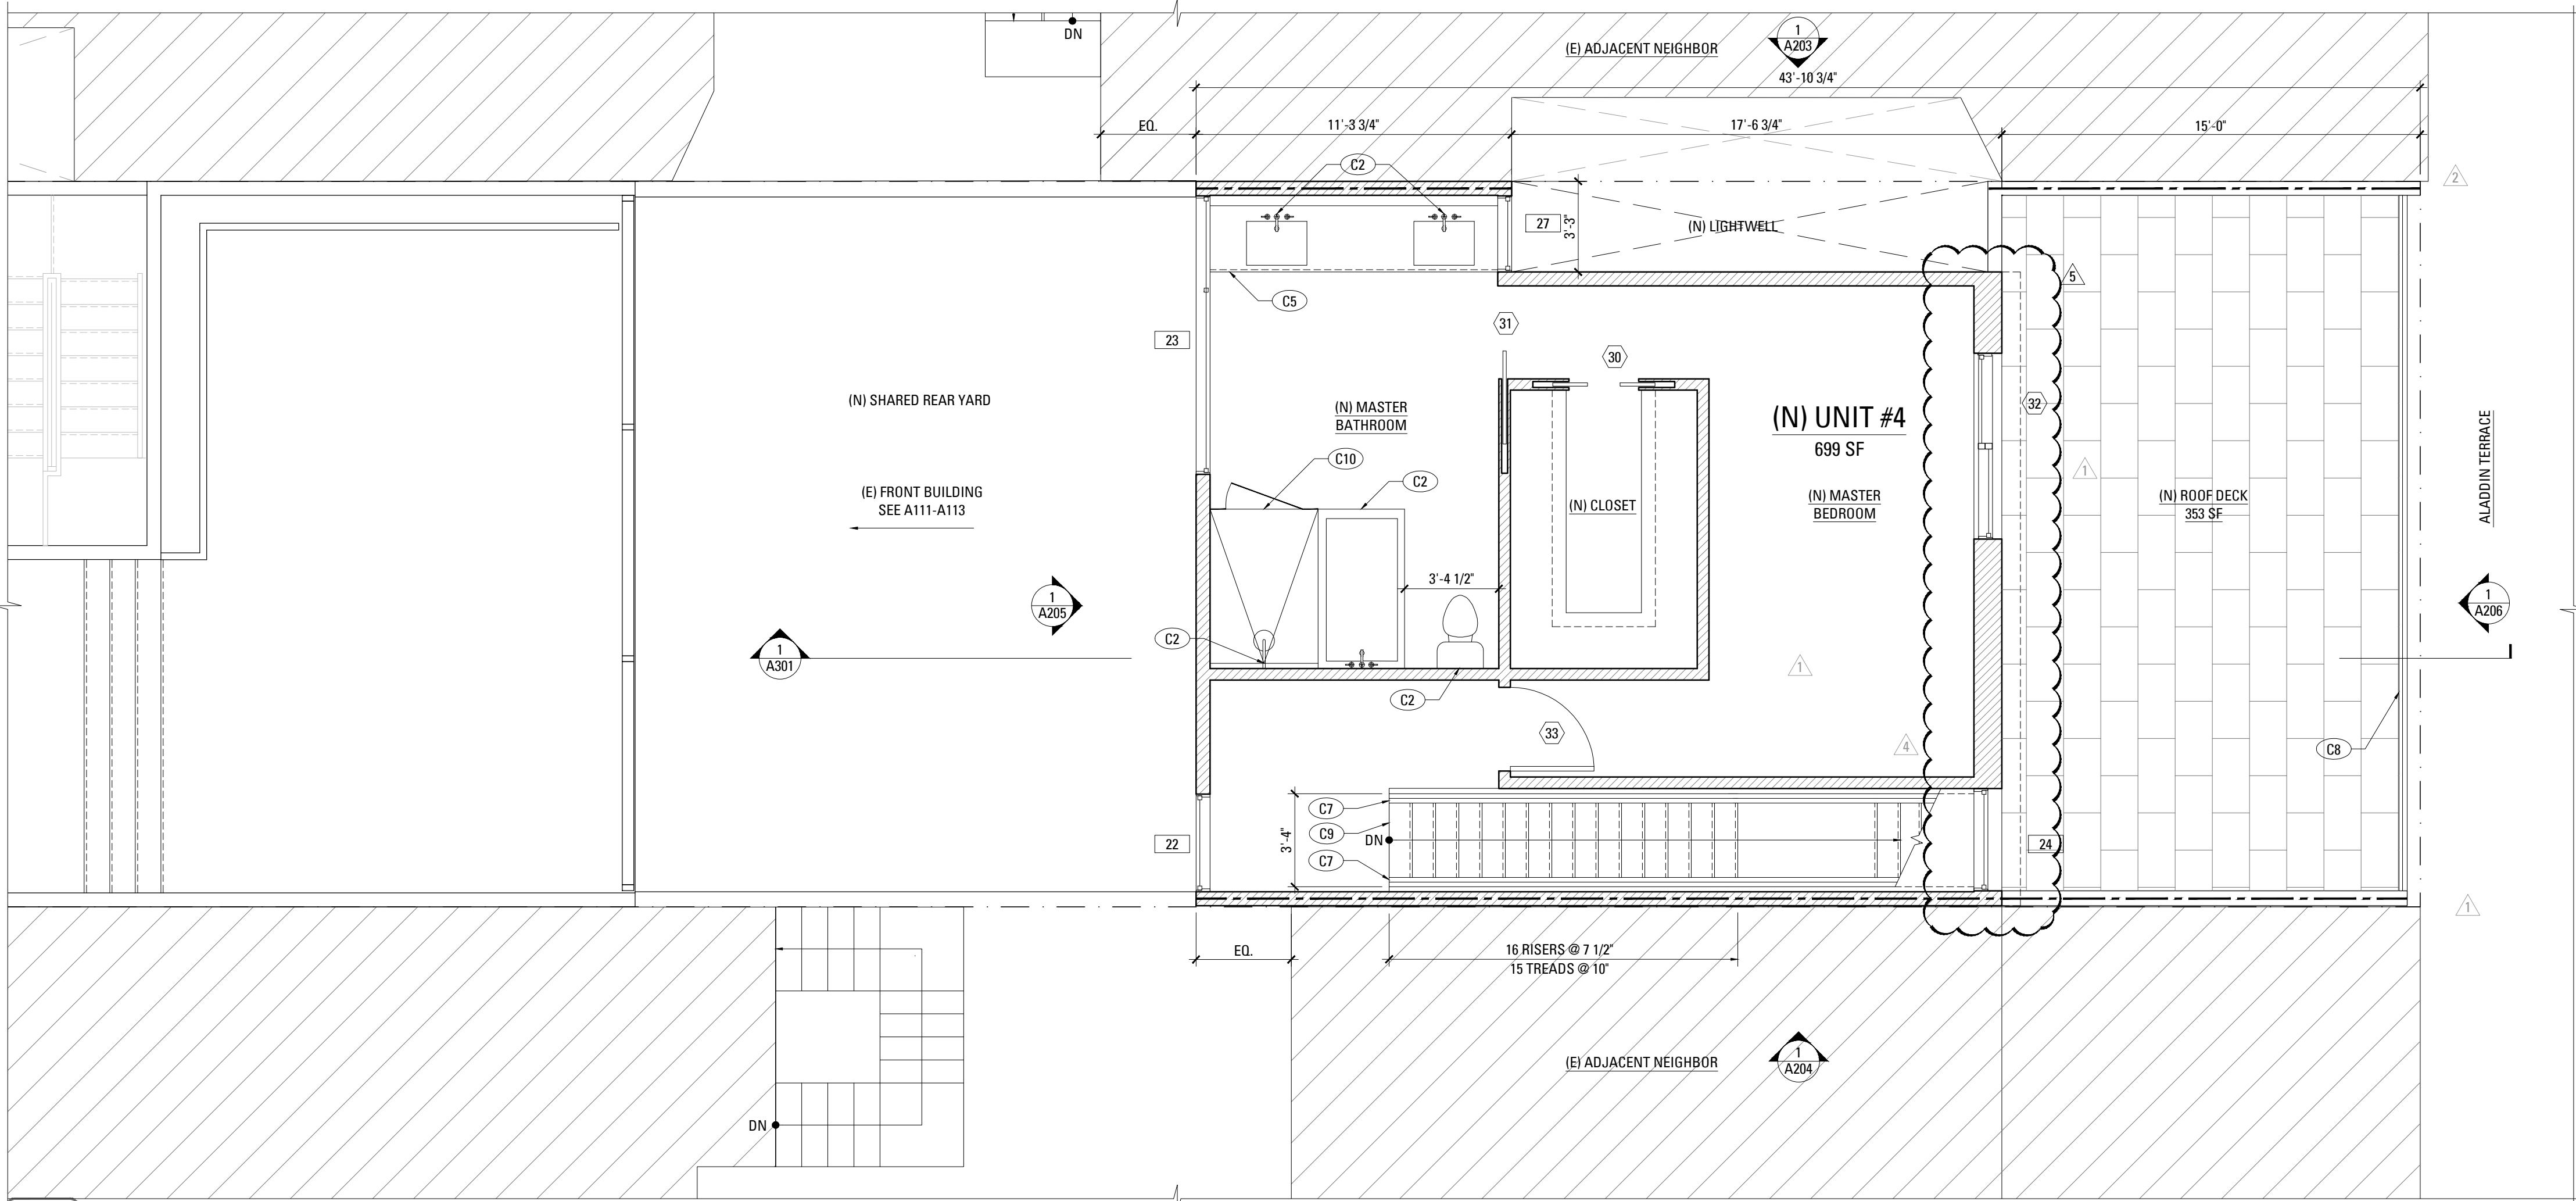 DN
(E) ADJACENT NEIGHBOR
1
A203
43'-10 3/4"
EQ.
11'-3 3/4"
17'-6 3/4"
15'-0"
C2
2
27
3'-3"
(N) LIGHTWELL
5
C5
31
23
30
(N) SHARED REAR YARD
(N) MASTER
BATHROOM
(N) UNIT #4
699 SF
32
ALADDIN TERRACE
C10
C2
1
(E) FRONT BUILDING
SEE A111-A113
(N) CLOSET
(N) MASTER
BEDROOM
(N) ROOF DECK
353 SF
3'-4 1/2"
1
A205
1
A206
C2
1
A301
1
C2
33
4
C8
C7
C9
3'-4"
DN
C7
22
24
1
EQ.
16 RISERS @ 7 1/2"
15 TREADS @ 10"
(E) ADJACENT NEIGHBOR
1
A204
DN